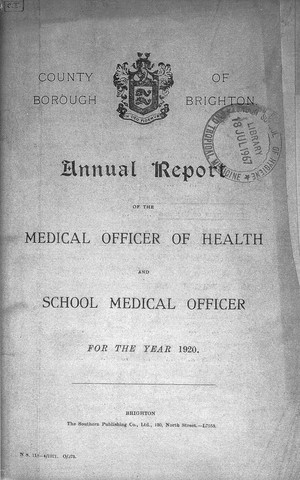 COUNTY OF
BOROUGH BRIGHTON
Annual Report
OF THE
MEDICAL OFFICER OF HEALTH
AND
SCHOOL MEDICAL OFFICER
FOR THE YEAR 1920.
BRIGHTON
The Southern Publishing Co., Ltd., 130, North Street.
LIBRARY
18 JUL 1967